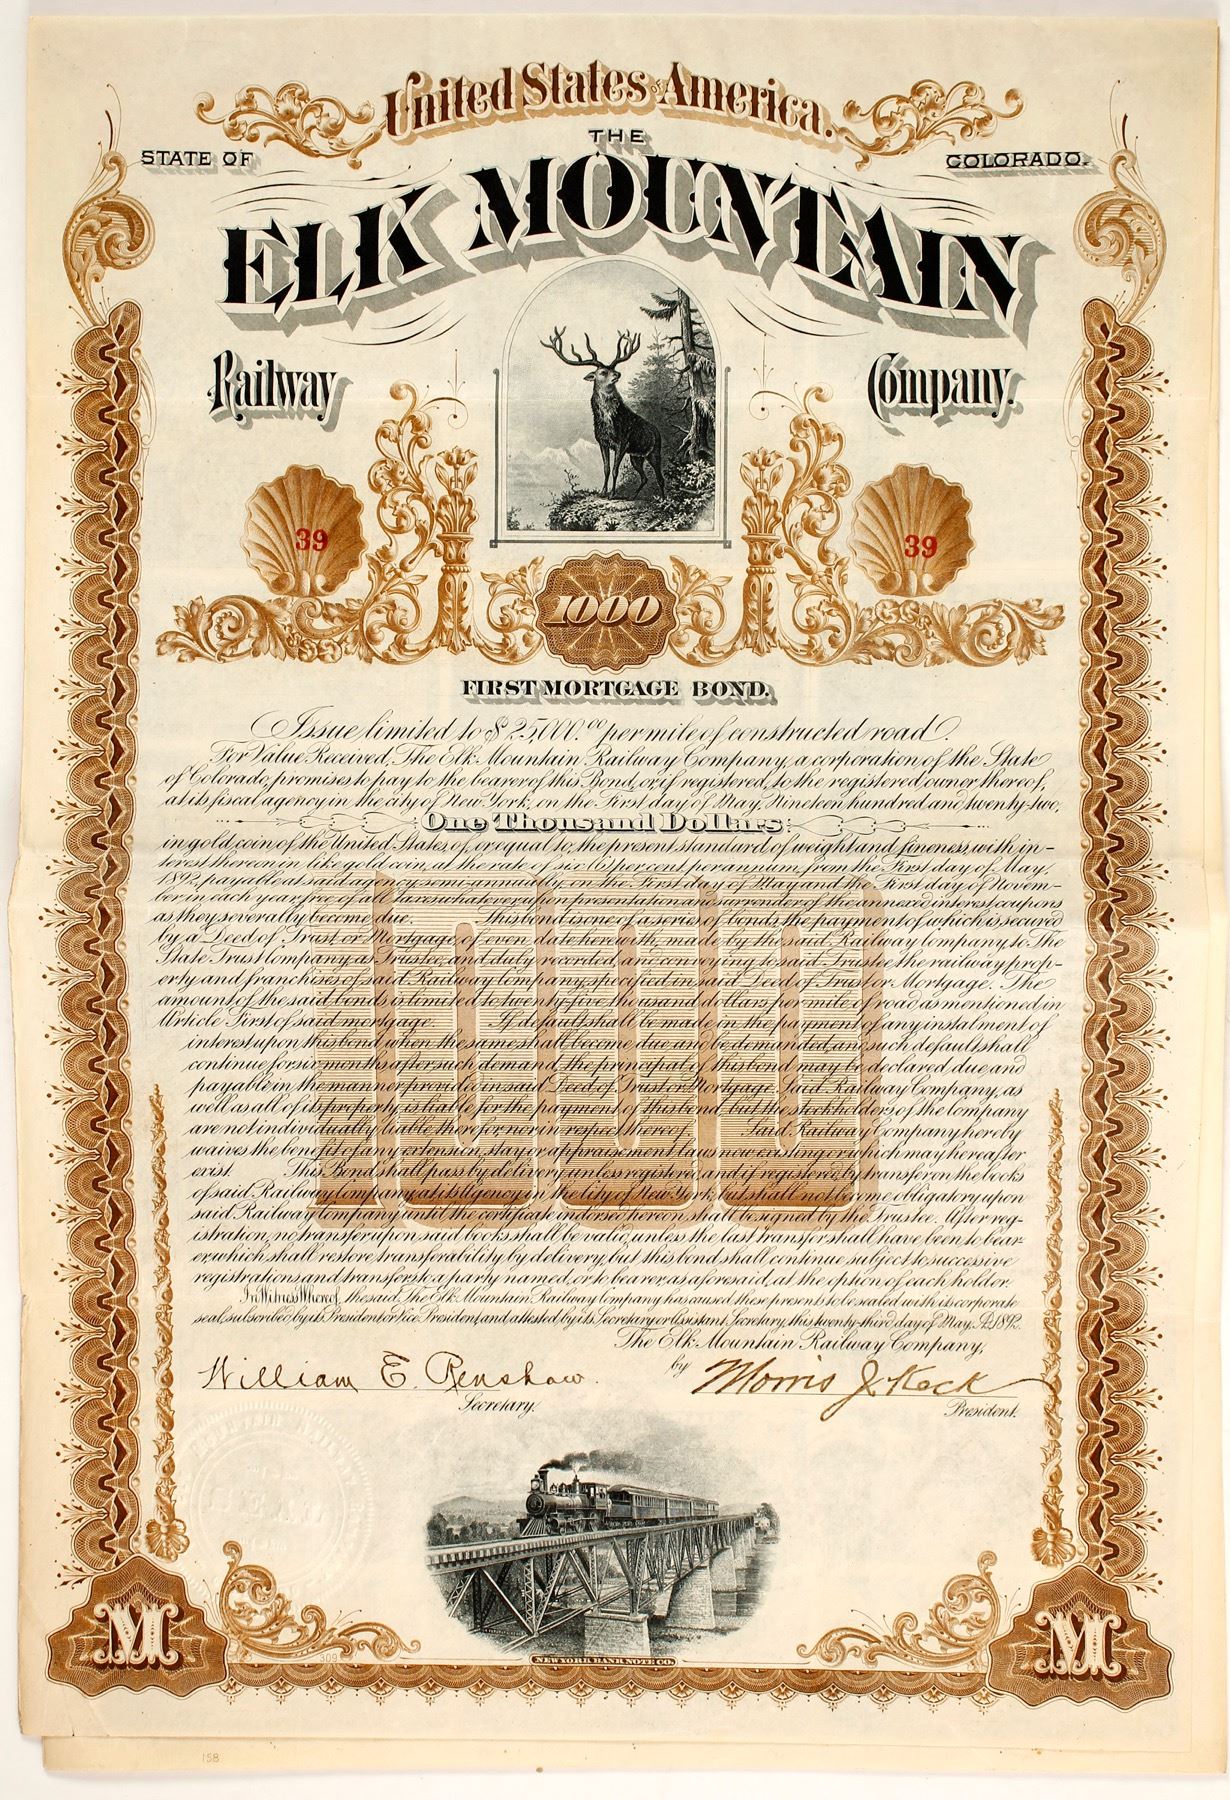 United States of America.
STATE OF
THE
COLORADO.
ELK MOUNTAIN
Railway
Company.
39
39
1000
FIRST MORTGAGE BOND.
Issue limited to $25,000.00 per mile of constructed road.
For Value Received, The Elk Mountain Railway Company, a corporation of the State
of Colorado, promises to pay to the bearer of this Bond, or, if registered, to the registered owner thereof,
at its fiscal agency in the city of New York, on the First day of May, Nineteen hundred and twenty-two,
One Thousand Dollars
in gold coin of the United States, of, or equal to, the present standard of weight and fineness, with in-
terest thereon in like gold coin, at the rate of six (6) per cent per annum, from the First day of May,
1892, payable at said agency semi-annually, on the First day of May and the First day of Novem-
ber in each year, free of all taxes whatever, upon presentation and surrender of the annexed interest coupons
as they severally become due. This bond is one of a series of bonds, the payment of which is secured
by a Deed of Trust or Mortgage, of even date herewith, made by the said Railway Company to The
State Trust Company as Trustee, and duly recorded, and conveying to said Trustee, the railway prop-
erty and franchises of said Railway Company, specified in said Deed of Trust or Mortgage. The
amount of the said bonds is limited to twenty-five thousand dollars per mile of road as mentioned in
Article First of said mortgage. If default shall be made in the payment of any instalment of
interest upon this bond when the same shall become due and be demanded, and such default shall
continue for six months after such demand, the principal of this bond may be declared due and
payable in the manner provided in said Deed of Trust or Mortgage. Said Railway Company, as
well as all of its property, is liable, for the payment of this bond, but the stockholders of the Company
are not individually liable therefor, nor in respect thereof. Said Railway Company hereby
waives the benefit of any extension, stay or appraisement laws now existing or which may hereafter
exist. This Bond shall pass by delivery unless registered, and if registered, by transfer on the books
of said Railway Company, at its Agency in the City of New York, but shall not become obligatory upon
said Railway Company until the certificate indorsed hereon shall be signed by the Trustee. After reg-
istration, no transfer upon said books shall be valid, unless the last transfer shall have been to bear-
er, which shall restore transferability by delivery, but this bond shall continue subject to successive
registrations and transfers to a party named, or to bearer, as aforesaid, at the option of each holder.
In Witness Whereof, the said, The Elk Mountain Railway Company has caused these presents to be sealed with its corporate
seal, subscribed by its President or Vice President, and attested by its Secretary or Assistant Secretary, this twenty-third day of May, A.D. 1892.
The Elk Mountain Railway Company,
William E. Renshaw.
by Morris J. Keck
Secretary.
President.
M
M
309
NEW YORK BANK NOTE CO.
158